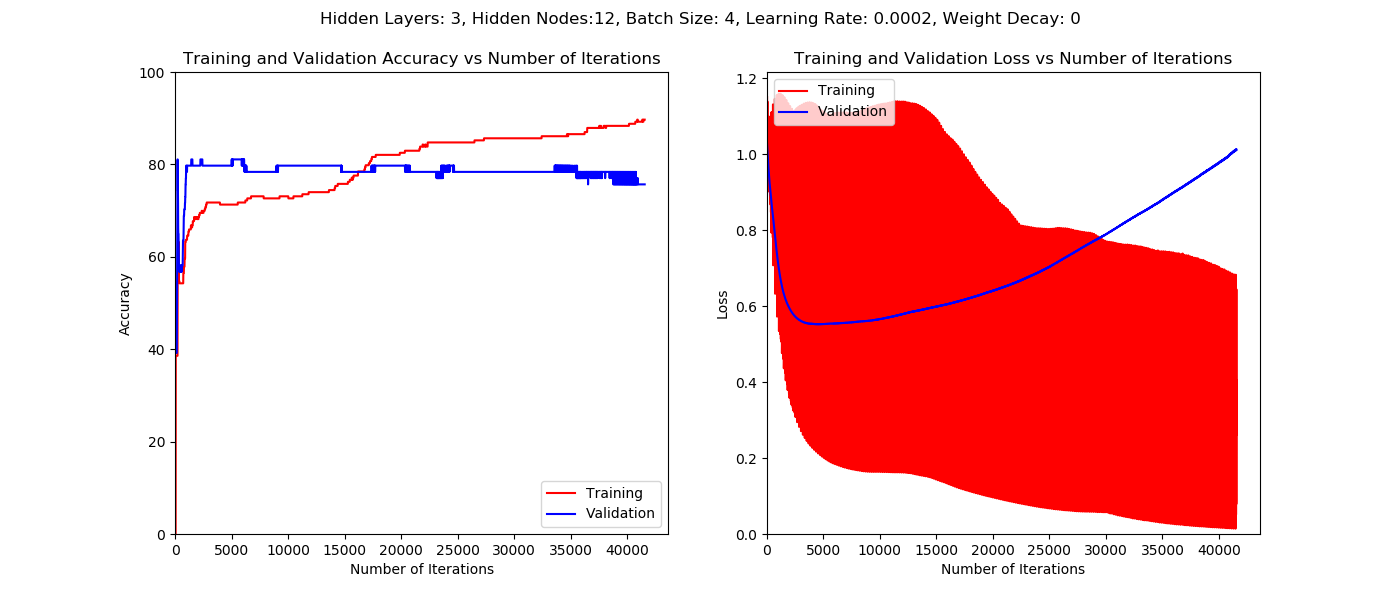 Hidden Layers: 3, Hidden Nodes:12, Batch Size: 4, Learning Rate: 0.0002, Weight Decay: 0
Training and Validation Accuracy vs Number of Iterations
100
80
60
40
20
0
Accuracy
Training
Validation
0 5000 10000 15000 20000 25000 30000 35000 40000
Number of Iterations
Training and Validation Loss vs Number of Iterations
Training
Validation
1.2
1.0
0.8
0.6
0.4
0.2
0.0
Loss
0 5000 10000 15000 20000 25000 30000 35000 40000
Number of Iterations